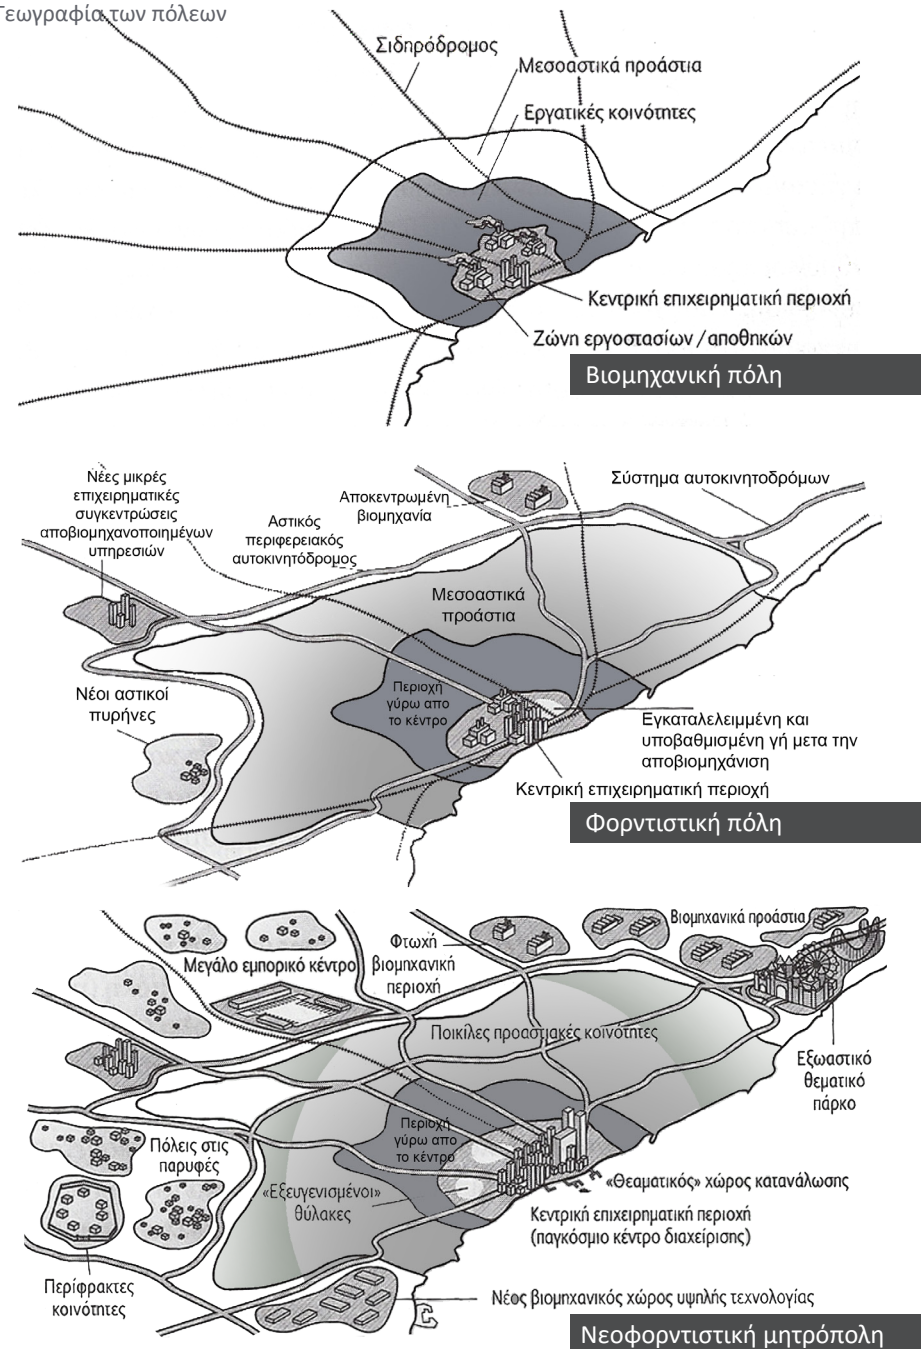 Γεωγραφία των πόλεων
Σιδηρόδρομος
Μεσοαστικά προάστια
Εργατικές κοινότητες
Κεντρική επιχειρηματική περιοχή
Ζώνη εργοστασίων / αποθηκών
Βιομηχανική πόλη
Νέες μικρές
επιχειρηματικές
συγκεντρώσεις
αποβιομηχανοποιημένων
υπηρεσιών
Αστικός
περιφερειακός
αυτοκινητόδρομος
Αποκεντρωμένη
βιομηχανία
Σύστημα αυτοκινητοδρόμων
Μεσοαστικά
προάστια
Νέοι αστικοί
πυρήνες
Περιοχή
γύρω απο
το κέντρο
Εγκαταλελειμμένη και
υποβαθμισμένη γή μετα την
αποβιομηχάνιση
Κεντρική επιχειρηματική περιοχή
Φορντιστική πόλη
Μεγάλο εμπορικό κέντρο
Φτωχή
βιομηχανική
περιοχή
Βιομηχανικά προάστια
Ποικίλες προαστιακές κοινότητες
Εξωαστικό
θεματικό
πάρκο
Περιοχή
γύρω απο
το κέντρο
Πόλεις στις
παρυφές
«Εξευγενισμένοι»
θύλακες
«Θεαματικός» χώρος κατανάλωσης
Κεντρική επιχειρηματική περιοχή
(παγκόσμιο κέντρο διαχείρισης)
Περίφρακτες
κοινότητες
Νέος βιομηχανικός χώρος υψηλής τεχνολογίας
Νεοφορντιστική μητρόπολη